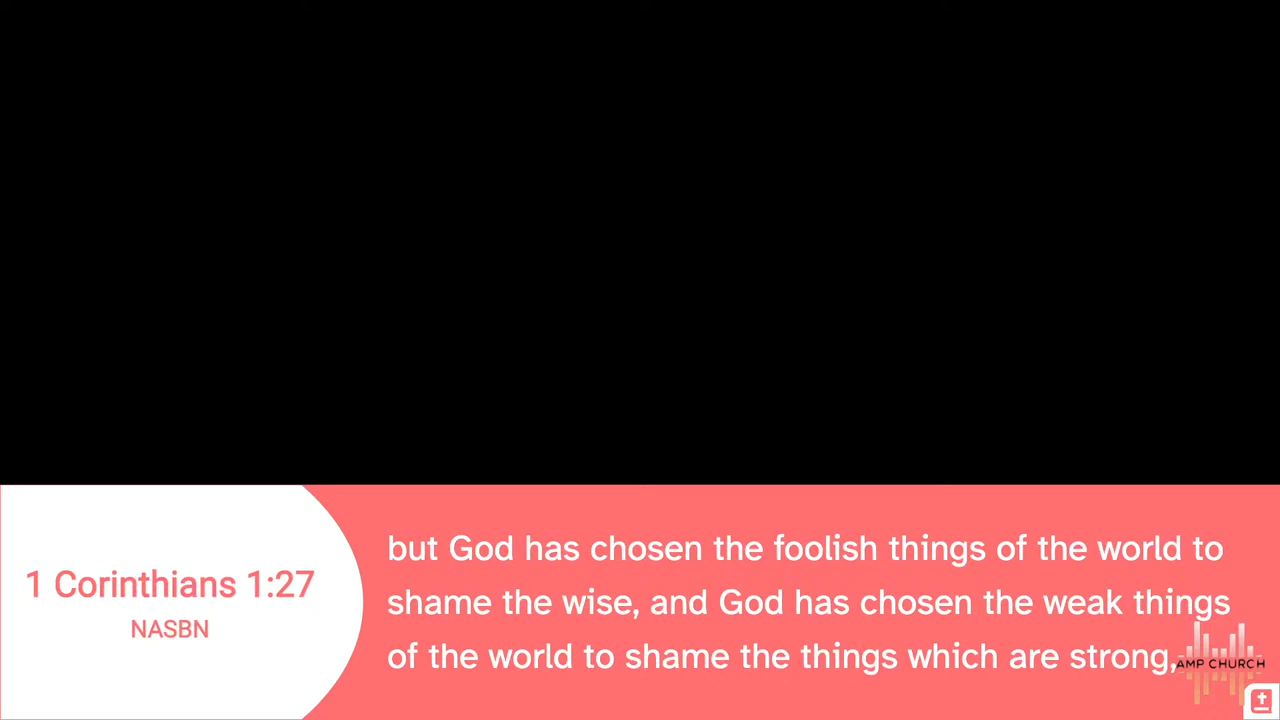 1 Corinthians 1:27
NASBN
but God has chosen the foolish things of the world to
shame the wise, and God has chosen the weak things
of the world to shame the things which are strong,
AMP CHURCH